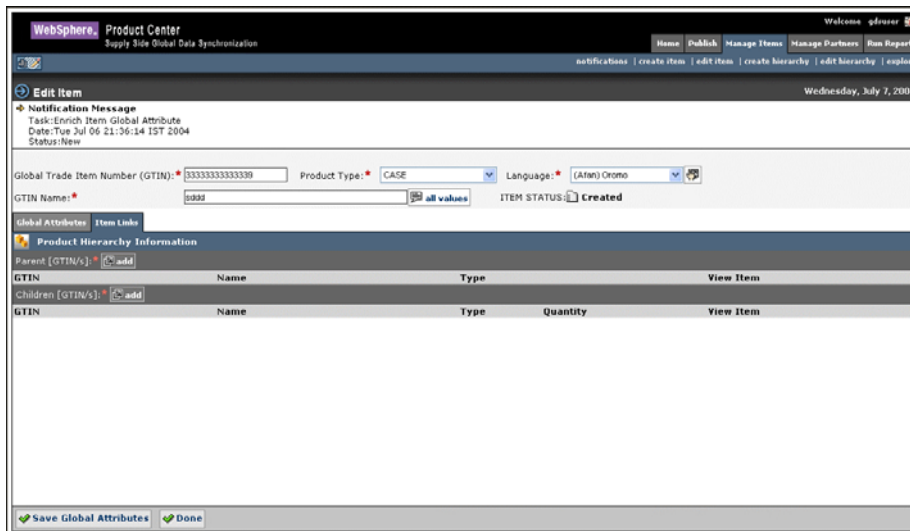 WebSphere. Product Center
Supply Side Global Data Synchronization
Welcome gdsuser
Home Publish Manage Items Manage Partners Run Report
notifications | create item | edit item | create hierarchy | edit hierarchy | explor
Edit Item
Wednesday, July 7, 200
Notification Message
Task:Enrich Item Global Attribute
Date:Tue Jul 06 21:36:14 IST 2004
Status:New
Global Trade Item Number (GTIN):* 33333333333339 Product Type:* CASE Language:* (Afan) Oromo
GTIN Name:* sddd all values ITEM STATUS: Created
Global Attributes Item Links
Product Hierarchy Information
Parent [GTIN/s]:* add
GTIN Name Type View Item
Children [GTIN/s]:* add
GTIN Name Type Quantity View Item
Save Global Attributes Done